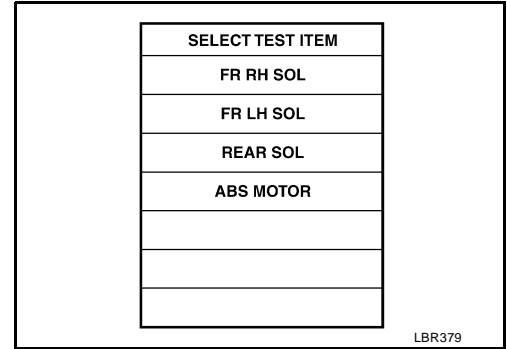 SELECT TEST ITEM
FR RH SOL
FR LH SOL
REAR SOL
ABS MOTOR
LBR379